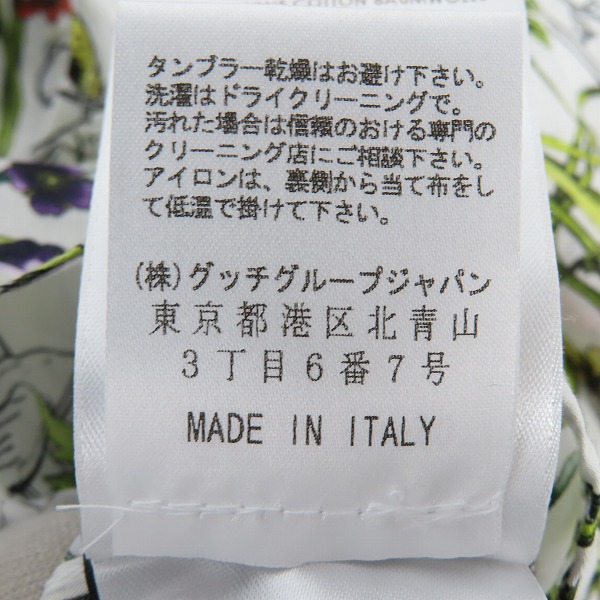 COTTON BAUMWOLLE
タンブラー乾燥はお避け下さい。
洗濯はドライクリーニングで。
汚れた場合は信頼のおける専門の
クリーニング店にご相談下さい。
アイロンは、裏側から当て布をし
て低温で掛けて下さい。
(株)グッチグループジャパン
東京都港区北青山
3丁目6番7号
MADE IN ITALY